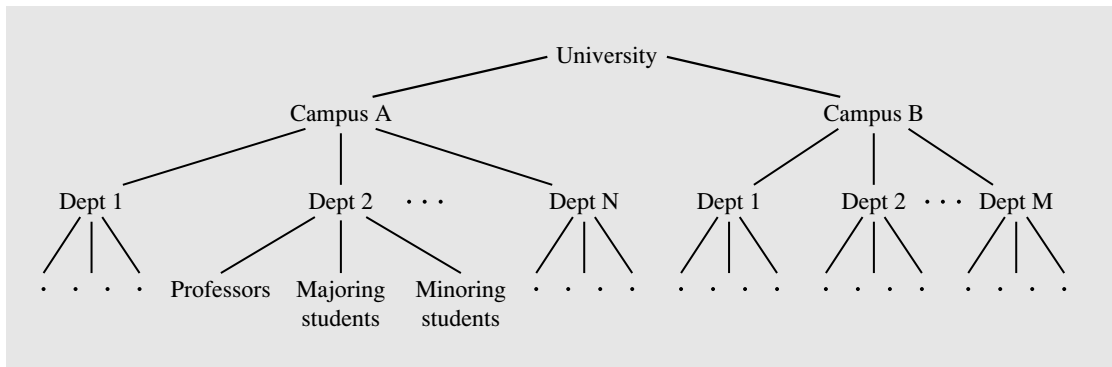 University
Campus A
Campus B
Dept 1
Dept 2
. . .
Dept N
Dept 1
Dept 2
. . .
Dept M
. . . .
Professors
Majoring
students
Minoring
students
. . . .
. . . .
. . . .
. . . .